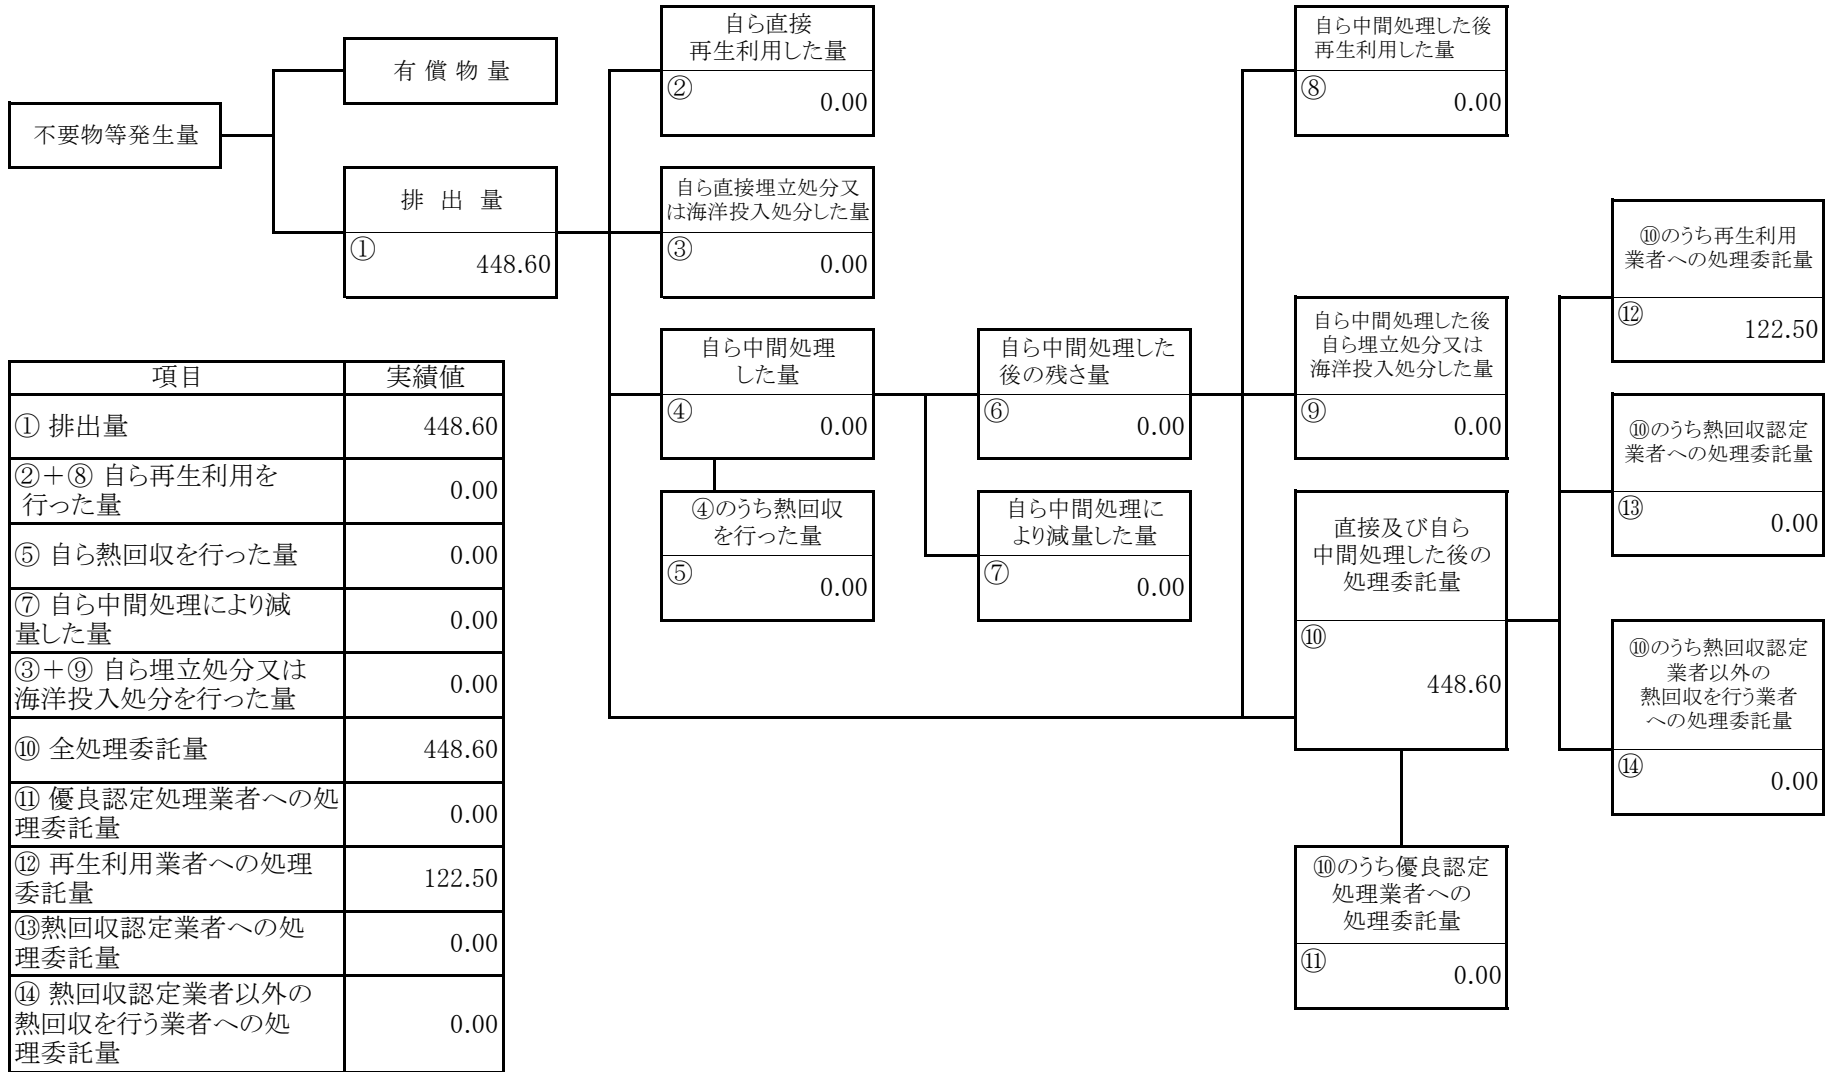 自ら直接
再生利用した量
②
0.00
自ら中間処理した後
再生利用した量
⑧
0.00
有 償 物 量
不要物等発生量
排 出 量
①
448.60
自ら直接埋立処分又
は海洋投入処分した量
③
0.00
⑩のうち再生利用
業者への処理委託量
⑫
122.50
自ら中間処理
した量
④
0.00
自ら中間処理した
後の残さ量
⑥
0.00
自ら中間処理した後
自ら埋立処分又は
海洋投入処分した量
⑨
0.00
⑩のうち熱回収認定
業者への処理委託量
⑬
0.00
④のうち熱回収
を行った量
⑤
0.00
自ら中間処理に
より減量した量
⑦
0.00
直接及び自ら
中間処理した後の
処理委託量
⑩
448.60
⑩のうち熱回収認定
業者以外の
熱回収を行う業者
への処理委託量
⑭
0.00
⑩のうち優良認定
処理業者への
処理委託量
⑪
0.00
項目 実績値
① 排出量 448.60
②+⑧ 自ら再生利用を
行った量 0.00
⑤ 自ら熱回収を行った量 0.00
⑦ 自ら中間処理により減
量した量 0.00
③+⑨ 自ら埋立処分又は
海洋投入処分を行った量 0.00
⑩ 全処理委託量 448.60
⑪ 優良認定処理業者への処
理委託量 0.00
⑫ 再生利用業者への処理
委託量 122.50
⑬熱回収認定業者への処
理委託量 0.00
⑭ 熱回収認定業者以外の
熱回収を行う業者への処
理委託量 0.00